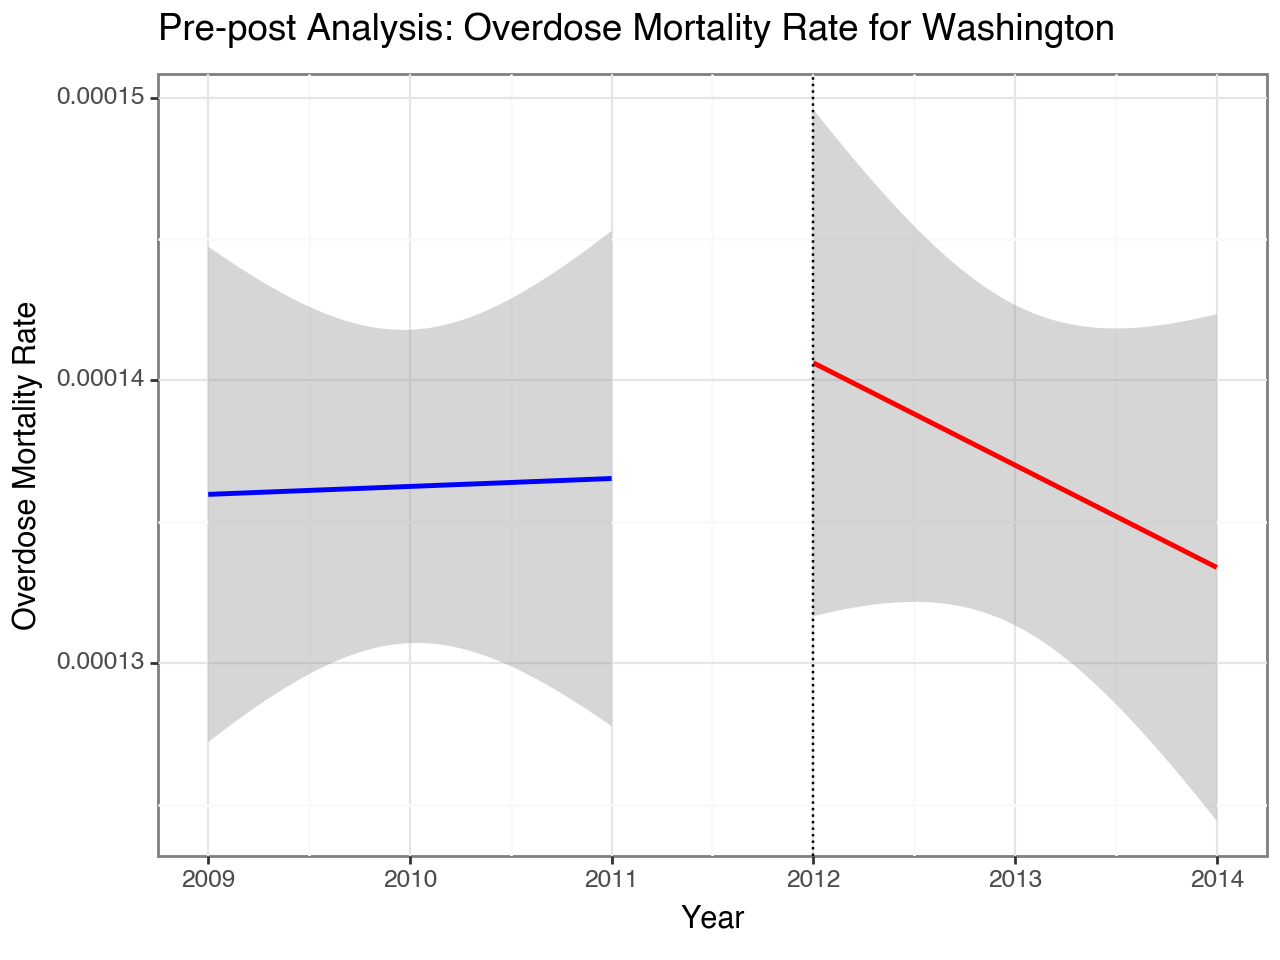 Pre-post Analysis: Overdose Mortality Rate for Washington
0.00015
0.00014
0.00013
Overdose Mortality Rate
2009 2010 2011 2012 2013 2014
Year